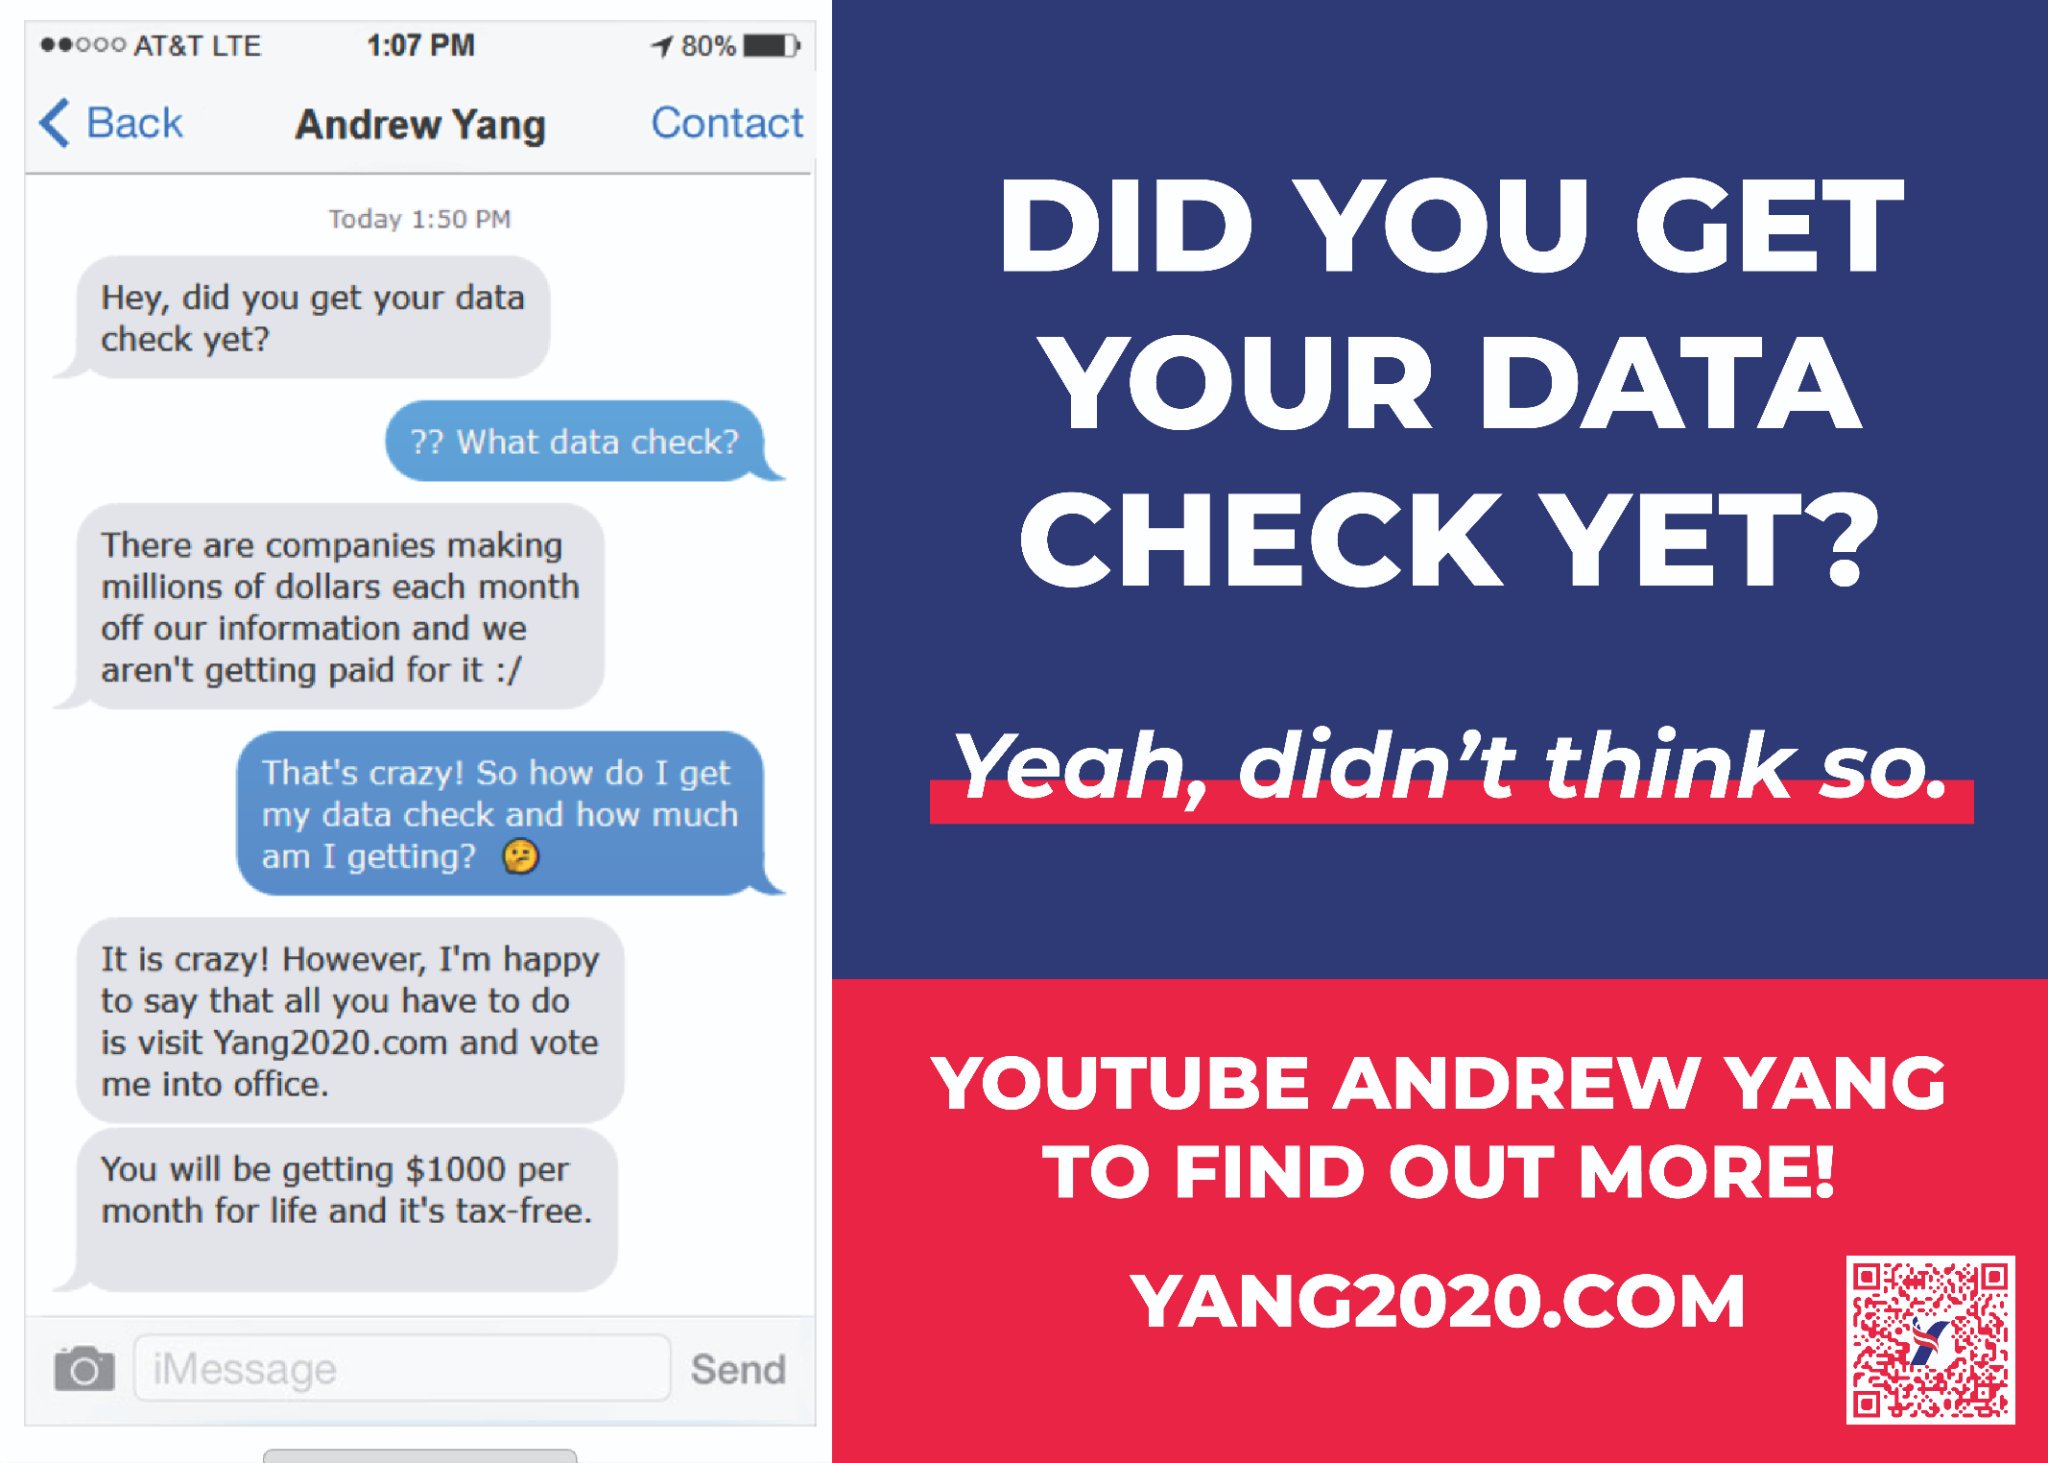 AT&T LTE 1:07 PM 80%
Back Andrew Yang Contact
Today 1:50 PM
Hey, did you get your data
check yet?
?? What data check?
There are companies making
millions of dollars each month
off our information and we
aren't getting paid for it :/
That's crazy! So how do I get
my data check and how much
am I getting? 🤔
It is crazy! However, I'm happy
to say that all you have to do
is visit Yang2020.com and vote
me into office.
You will be getting $1000 per
month for life and it's tax-free.
iMessage Send
DID YOU GET
YOUR DATA
CHECK YET?
Yeah, didn't think so.
YOUTUBE ANDREW YANG
TO FIND OUT MORE!
YANG2020.COM